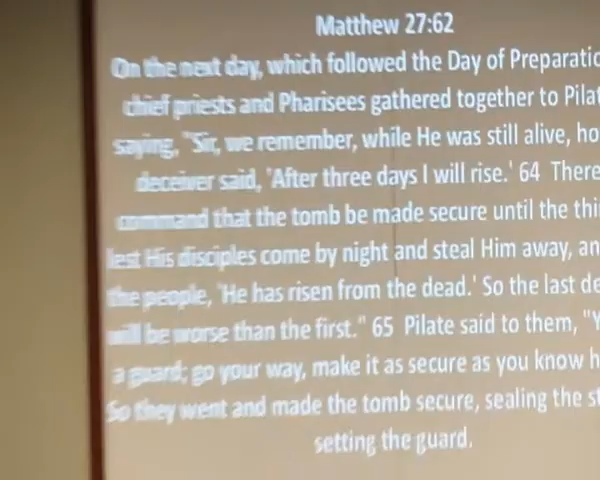 Matthew 27:62
On the next day, which followed the Day of Preparatio
chief priests and Pharisees gathered together to Pilat
saying, "Sir, we remember, while He was still alive, ho
deceiver said, 'After three days I will rise.' 64 There
command that the tomb be made secure until the thi
lest His disciples come by night and steal Him away, an
the people, 'He has risen from the dead.' So the last de
will be worse than the first." 65 Pilate said to them, "Y
a guard; go your way, make it as secure as you know h
So they went and made the tomb secure, sealing the st
setting the guard.